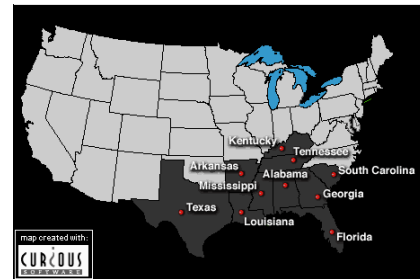 Kentucky
Tennessee
Arkansas
South Carolina
Alabama
Mississippi
Georgia
Texas
Louisiana
Florida
map created with:
CURIOUS
SOFTWARE